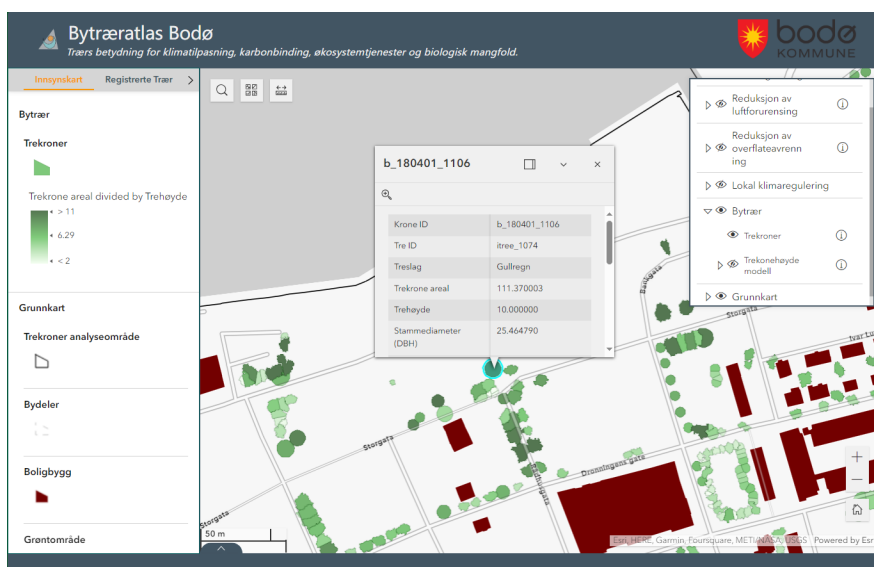 Bytræratlas Bodø
Trærs betydning for klimatilpasning, karbonbinding, økosystemtjenester og biologisk mangfold.
bodø
KOMMUNE
Innsynskart
Registrerte Trær
Bytrær
Trekroner
Trekrone areal divided by Trehøyde
> 11
6.29
< 2
Grunnkart
Trekroner analyseområde
Bydeler
Boligbygg
Grøntområde
b_180401_1106
Krone ID b_180401_1106
Tre ID itree_1074
Treslag Gullregn
Trekrone areal 111.370003
Trehøyde 10.000000
Stammediameter 25.464790
(DBH)
Reduksjon av
luftforurensing
Reduksjon av
overflateavrenn
ing
Lokal klimaregulering
Bytrær
Trekroner
Trekonehøyde
modell
Grunnkart
Bankgata
Storgata
Storgata
Storgata
Rådhusgata
Dronningens gata
Ivar Lu
50 m
Esri, HERE, Garmin, Foursquare, METI/NASA, USGS Powered by Esri